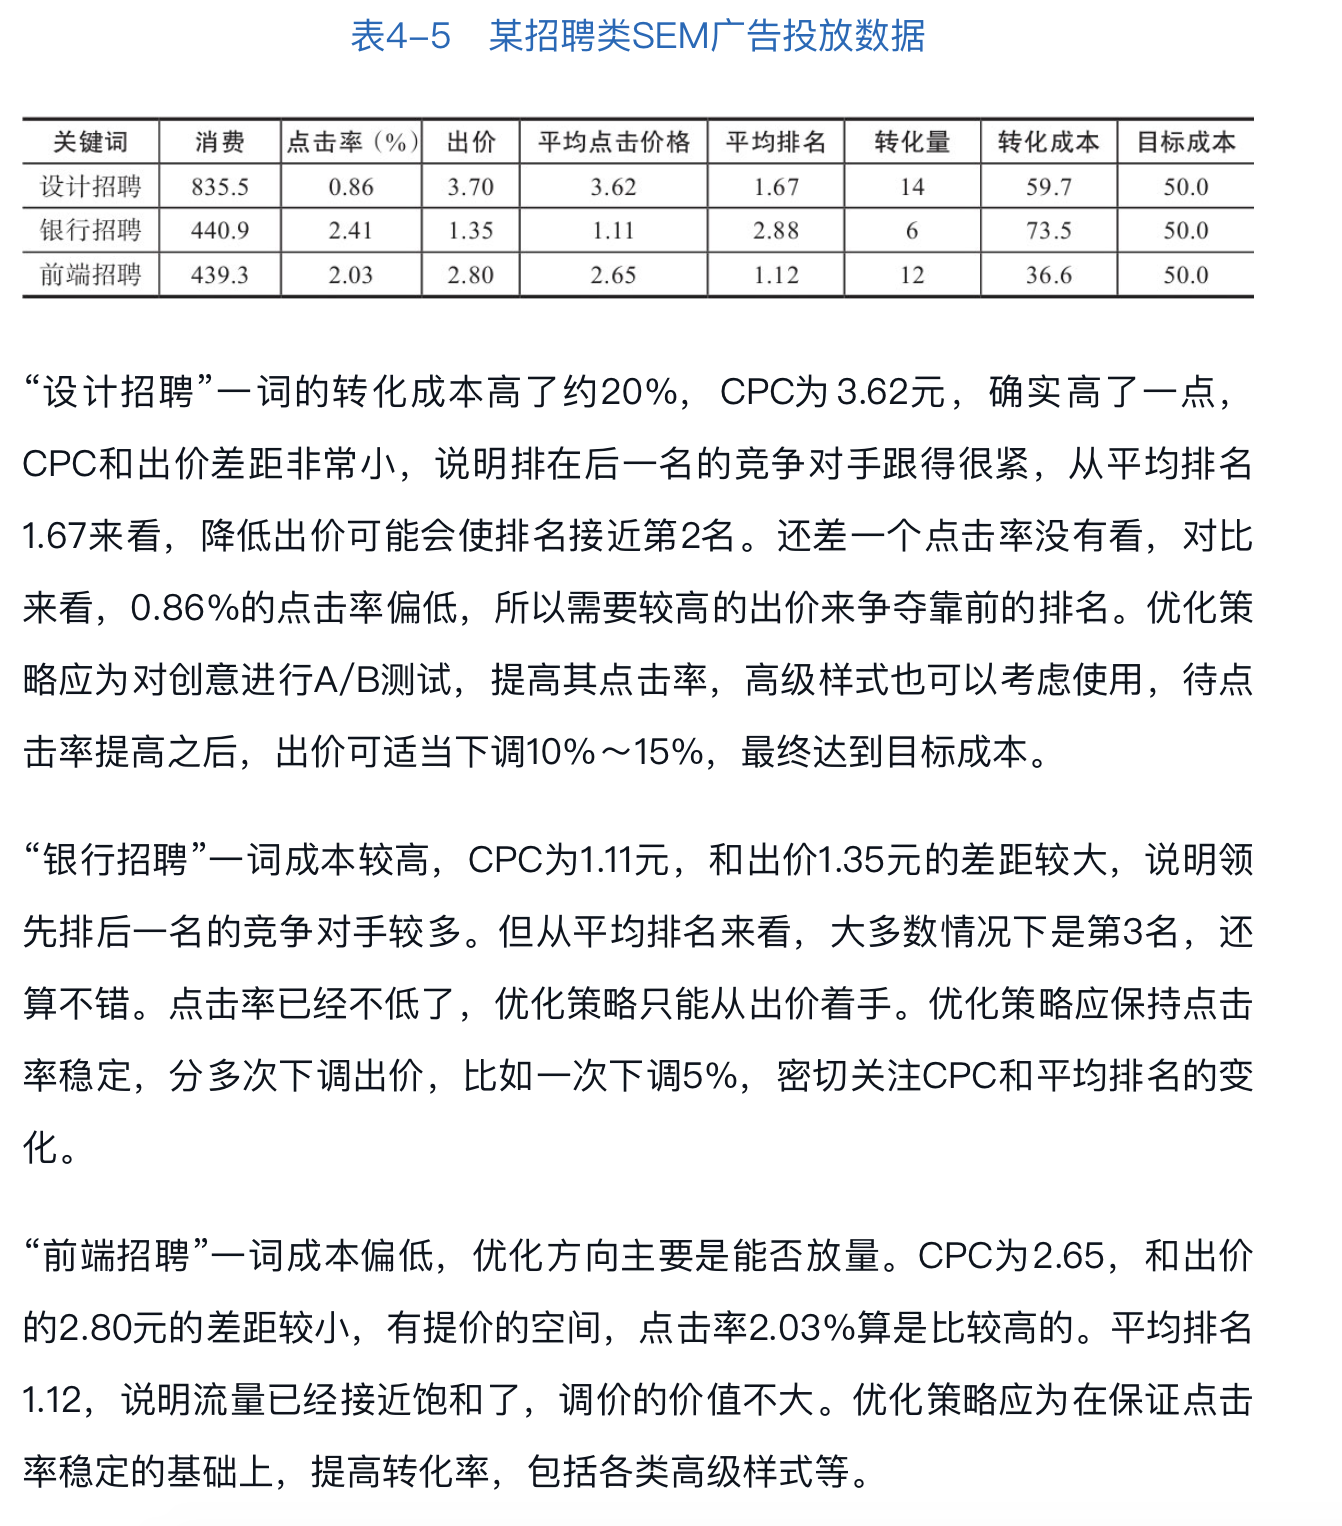 表4–5 某招聘类SEM广告投放数据
关键词 消费 点击率（%） 出价 平均点击价格 平均排名 转化量 转化成本 目标成本
设计招聘 835.5 0.86 3.70 3.62 1.67 14 59.7 50.0
银行招聘 440.9 2.41 1.35 1.11 2.88 6 73.5 50.0
前端招聘 439.3 2.03 2.80 2.65 1.12 12 36.6 50.0
“设计招聘”一词的转化成本高了约20%，CPC为3.62元，确实高了一点，
CPC和出价差距非常小，说明排在后一名的竞争对手跟得很紧，从平均排名
1.67来看，降低出价可能会使排名接近第2名。还差一个点击率没有看，对比
来看，0.86%的点击率偏低，所以需要较高的出价来争夺靠前的排名。优化策
略应为对创意进行A/B测试，提高其点击率，高级样式也可以考虑使用，待点
击率提高之后，出价可适当下调10%～15%，最终达到目标成本。
“银行招聘”一词成本较高，CPC为1.11元，和出价1.35元的差距较大，说明领
先排后一名的竞争对手较多。但从平均排名来看，大多数情况下是第3名，还
算不错。点击率已经不低了，优化策略只能从出价着手。优化策略应保持点击
率稳定，分多次下调出价，比如一次下调5%，密切关注CPC和平均排名的变
化。
“前端招聘”一词成本偏低，优化方向主要是能否放量。CPC为2.65，和出价
的2.80元的差距较小，有提价的空间，点击率2.03%算是比较高的。平均排名
1.12，说明流量已经接近饱和了，调价的价值不大。优化策略应为在保证点击
率稳定的基础上，提高转化率，包括各类高级样式等。